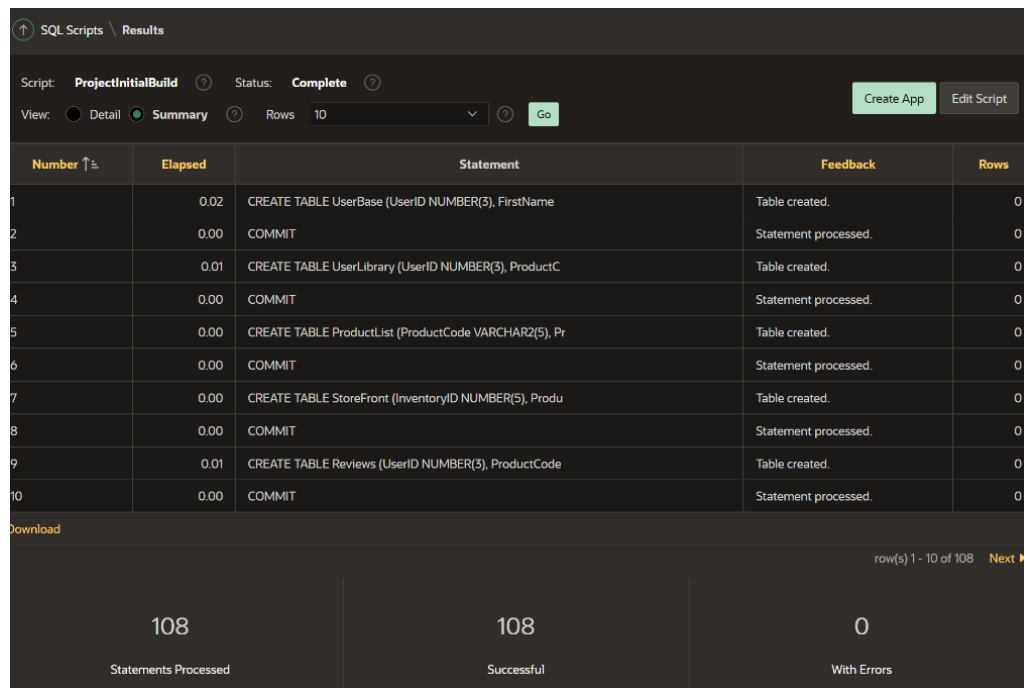 SQL Scripts \ Results
Script: ProjectInitialBuild ? Status: Complete ?
View: Detail Summary ? Rows 10 ? Go
Create App Edit Script
Number Elapsed Statement Feedback Rows
1 0.02 CREATE TABLE UserBase (UserID NUMBER(3), FirstName Table created. 0
2 0.00 COMMIT Statement processed. 0
3 0.01 CREATE TABLE UserLibrary (UserID NUMBER(3), ProductC Table created. 0
4 0.00 COMMIT Statement processed. 0
5 0.00 CREATE TABLE ProductList (ProductCode VARCHAR2(5), Pr Table created. 0
6 0.00 COMMIT Statement processed. 0
7 0.00 CREATE TABLE StoreFront (InventoryID NUMBER(5), Produ Table created. 0
8 0.00 COMMIT Statement processed. 0
9 0.01 CREATE TABLE Reviews (UserID NUMBER(3), ProductCode Table created. 0
10 0.00 COMMIT Statement processed. 0
Download
row(s) 1 - 10 of 108 Next
108 108 0
Statements Processed Successful With Errors